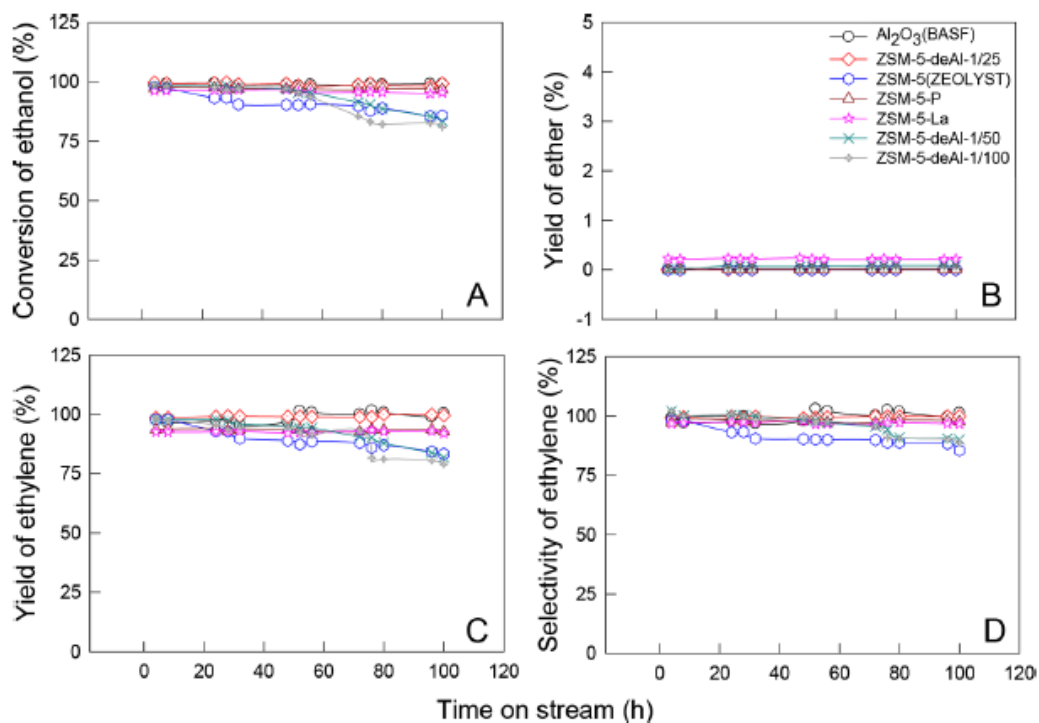 125
100
75
50
25
0
Conversion of ethanol (%)
A
5
4
3
2
1
0
-1
Yield of ether (%)
Al₂O₃(BASF)
ZSM-5-deAl-1/25
ZSM-5(ZEOLYST)
ZSM-5-P
ZSM-5-La
ZSM-5-deAl-1/50
ZSM-5-deAl-1/100
B
125
100
75
50
25
0
Yield of ethylene (%)
C
0 20 40 60 80 100 120
125
100
75
50
25
0
Selectivity of ethylene (%)
D
0 20 40 60 80 100 120
Time on stream (h)